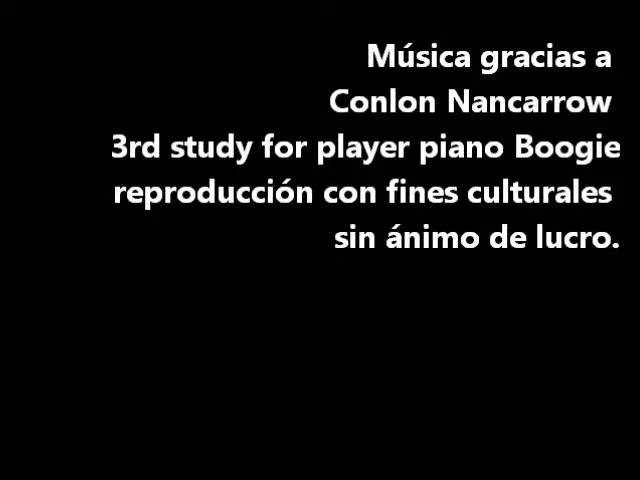 Música gracias a
Conlon Nancarrow
3rd study for player piano Boogie
reproducción con fines culturales
sin ánimo de lucro.